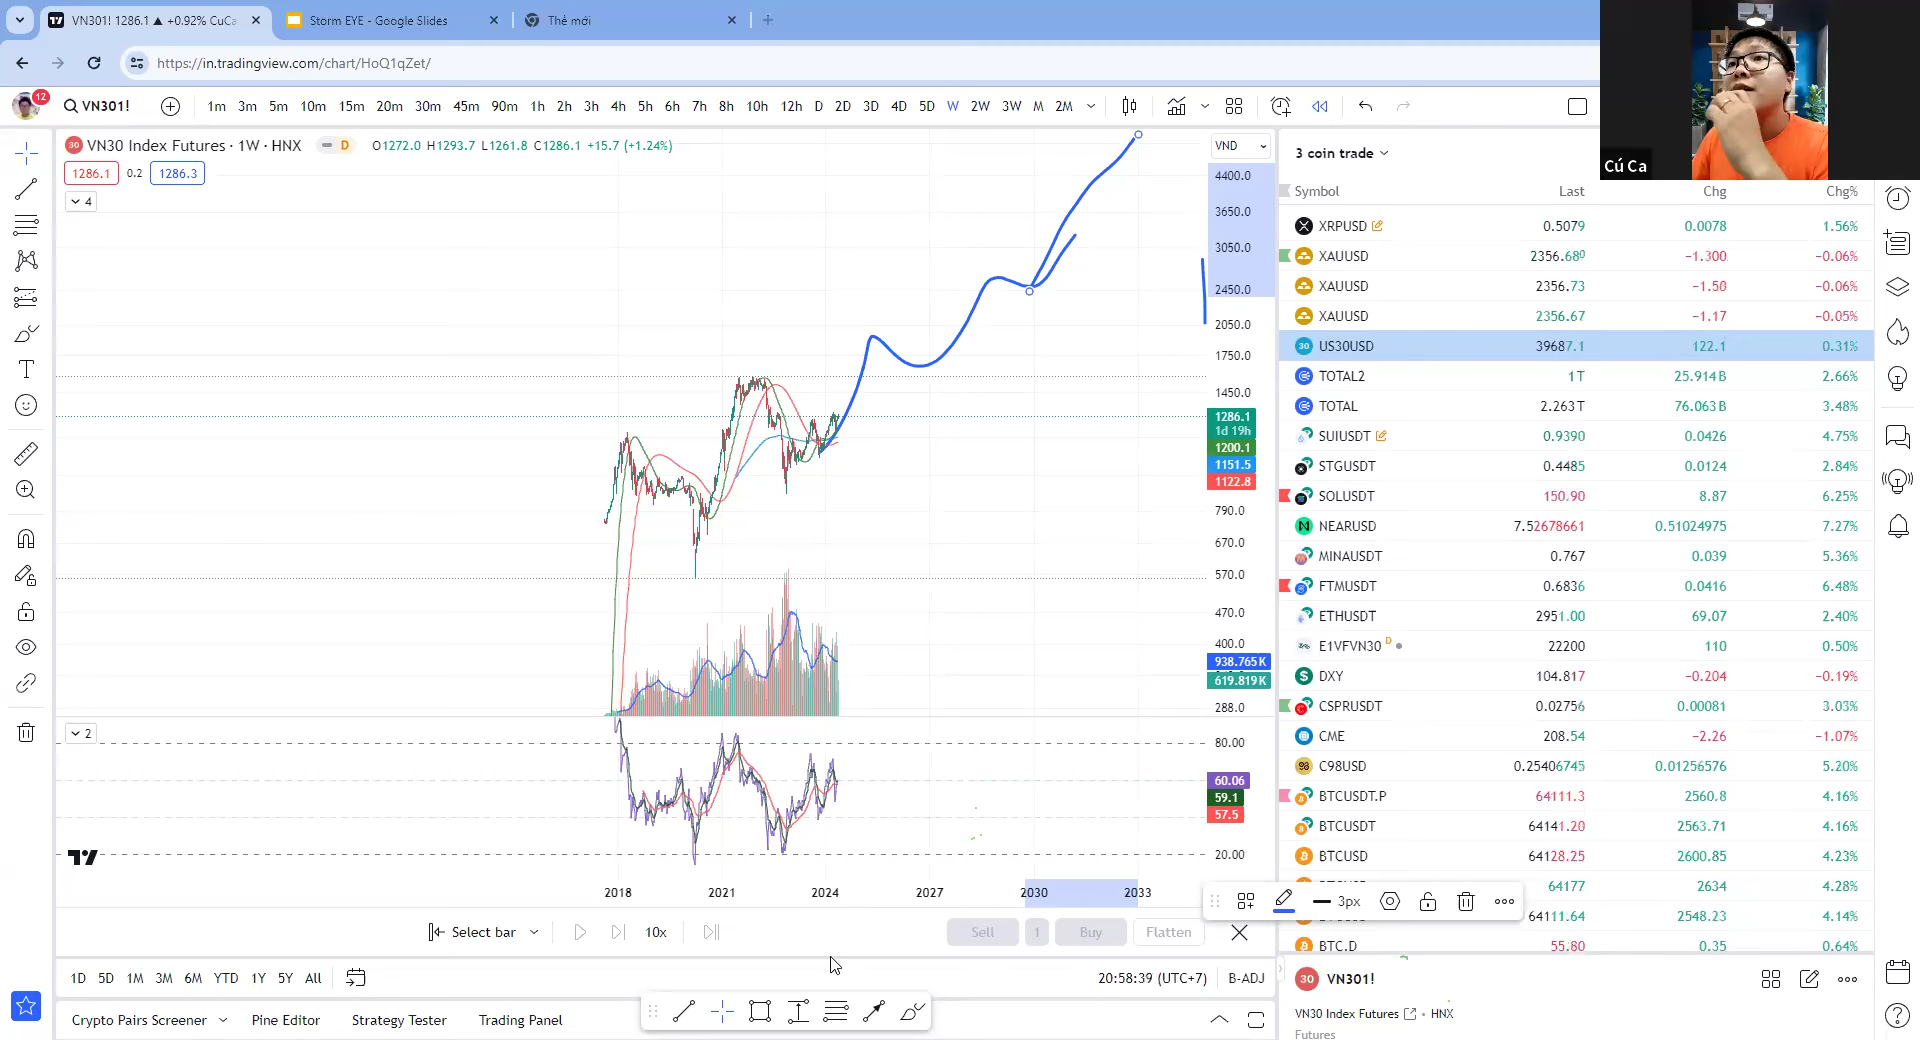 VN301! 1286.1 ▲ +0.92% CuCa
Storm EYE - Google Slides
Thẻ mới
https://in.tradingview.com/chart/HoQ1qZet/
12
VN301!
1m 3m 5m 10m 15m 20m 30m 45m 90m 1h 2h 3h 4h 5h 6h 7h 8h 10h 12h D 2D 3D 4D 5D W 2W 3W M 2M
Cú Ca
30 VN30 Index Futures · 1W · HNX D O1272.0 H1293.7 L1261.8 C1286.1 +15.7 (+1.24%)
VND
1286.1 0.2 1286.3
4
4400.0
3650.0
3050.0
2450.0
2050.0
1750.0
1450.0
1286.1
1d 19h
1200.1
1151.5
1122.8
790.0
670.0
570.0
470.0
400.0
938.765K
619.819K
288.0
2
80.00
60.06
59.1
57.5
20.00
2018 2021 2024 2027 2030 2033
3 coin trade
Symbol Last Chg Chg%
XRPUSD 0.5079 0.0078 1.56%
XAUUSD 2356.680 −1.300 −0.06%
XAUUSD 2356.73 −1.50 −0.06%
XAUUSD 2356.67 −1.17 −0.05%
30 US30USD 39687.1 122.1 0.31%
TOTAL2 1T 25.914B 2.66%
TOTAL 2.263T 76.063B 3.48%
SUIUSDT 0.9390 0.0426 4.75%
STGUSDT 0.4485 0.0124 2.84%
SOLUSDT 150.90 8.87 6.25%
NEARUSD 7.52678661 0.51024975 7.27%
MINAUSDT 0.767 0.039 5.36%
FTMUSDT 0.6836 0.0416 6.48%
ETHUSDT 2951.00 69.07 2.40%
E1VFVN30 D 22200 110 0.50%
DXY 104.817 −0.204 −0.19%
CSPRUSDT 0.02756 0.00081 3.03%
CME 208.54 −2.26 −1.07%
98 C98USD 0.25406745 0.01256576 5.20%
BTCUSDT.P 64111.3 2560.8 4.16%
BTCUSDT 64141.20 2563.71 4.16%
BTCUSD 64128.25 2600.85 4.23%
64177 2634 4.28%
64111.64 2548.23 4.14%
BTC.D 55.80 0.35 0.64%
3px
Select bar 10x Sell 1 Buy Flatten
1D 5D 1M 3M 6M YTD 1Y 5Y All
20:58:39 (UTC+7) B-ADJ
Crypto Pairs Screener Pine Editor Strategy Tester Trading Panel
30 VN301!
VN30 Index Futures • HNX
Futures